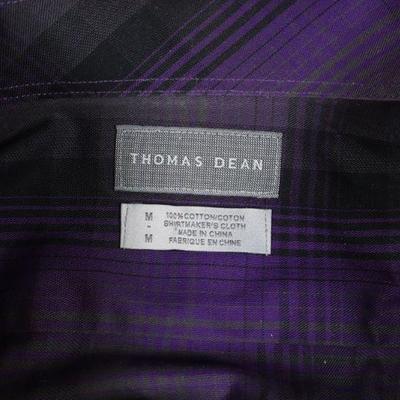 THOMAS DEAN
M 100% COTTON/COTON
- SHIRTMAKER'S CLOTH
M MADE IN CHINA
FABRIQUE EN CHINE